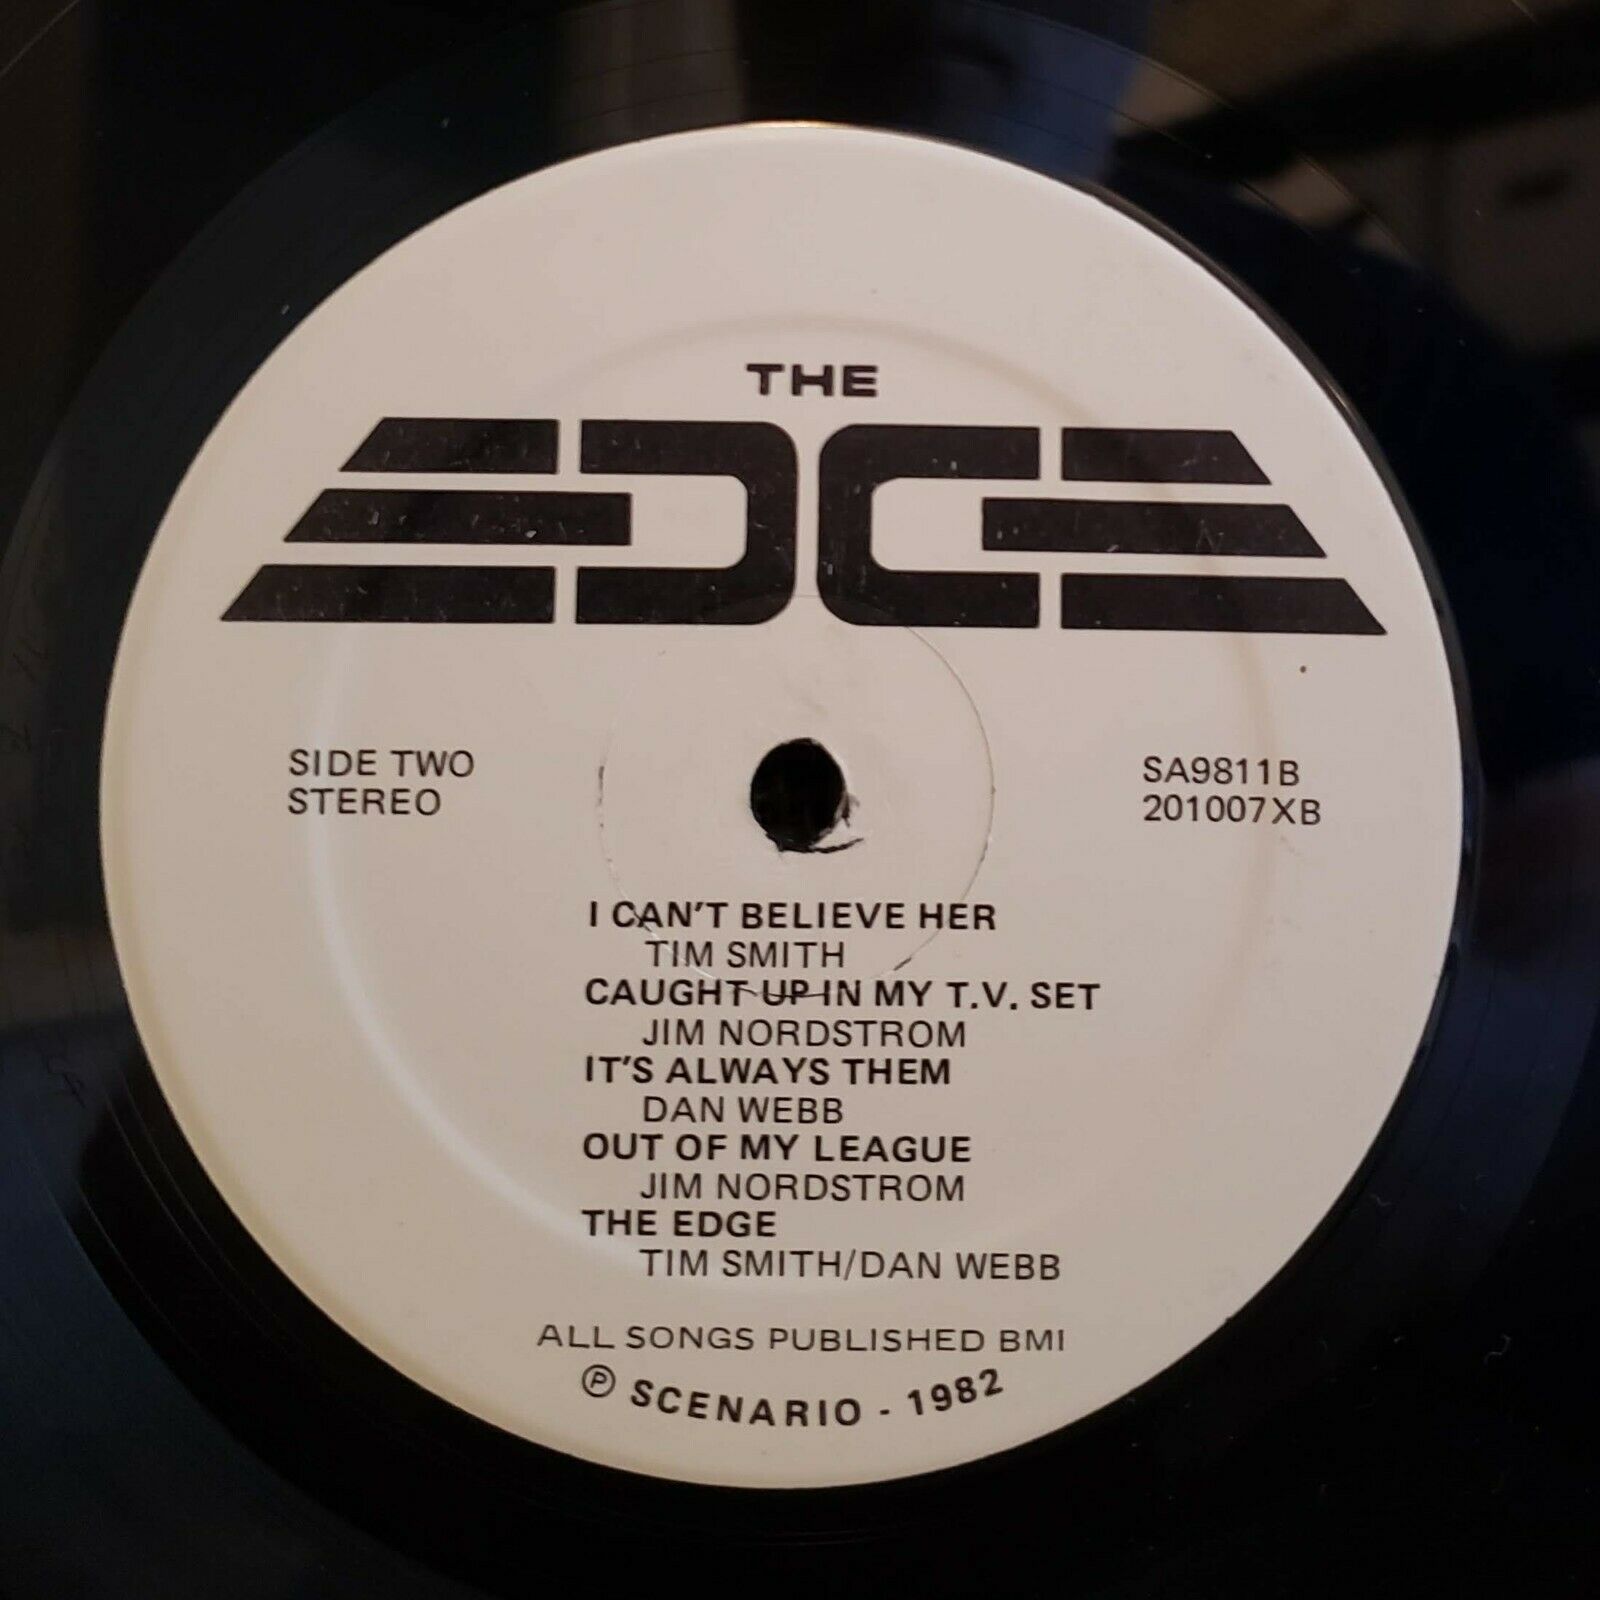 THE
EDGE
SIDE TWO
STEREO
SA9811B
201007XB
I CAN'T BELIEVE HER
TIM SMITH
CAUGHT UP IN MY T.V. SET
JIM NORDSTROM
IT'S ALWAYS THEM
DAN WEBB
OUT OF MY LEAGUE
JIM NORDSTROM
THE EDGE
TIM SMITH/DAN WEBB
ALL SONGS PUBLISHED BMI
℗ SCENARIO - 1982